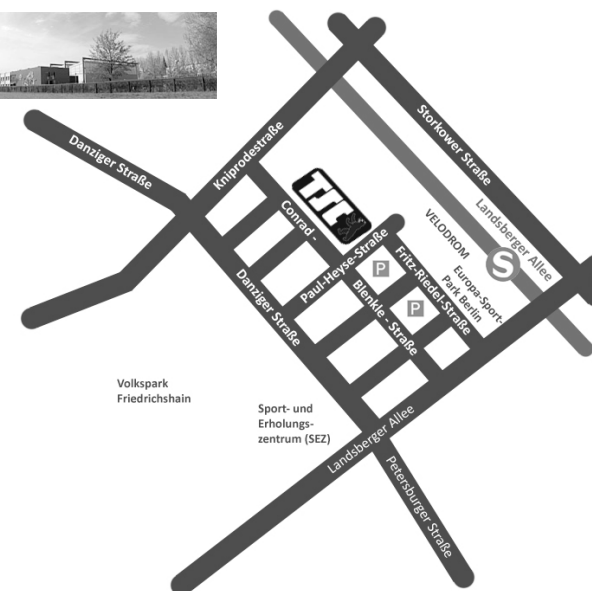 Danziger Straße
Kniprodestraße
Storkower Straße
TSC
Conrad -
Landsberger Allee
VELODROM
S
Paul-Heyse-Straße
Fritz-Riedel-Straße
Europa-Sport-
Park Berlin
P
P
Danziger Straße
Blenkle - Straße
Volkspark
Friedrichshain
Sport- und
Erholungs-
zentrum (SEZ)
Landsberger Allee
Petersburger Straße